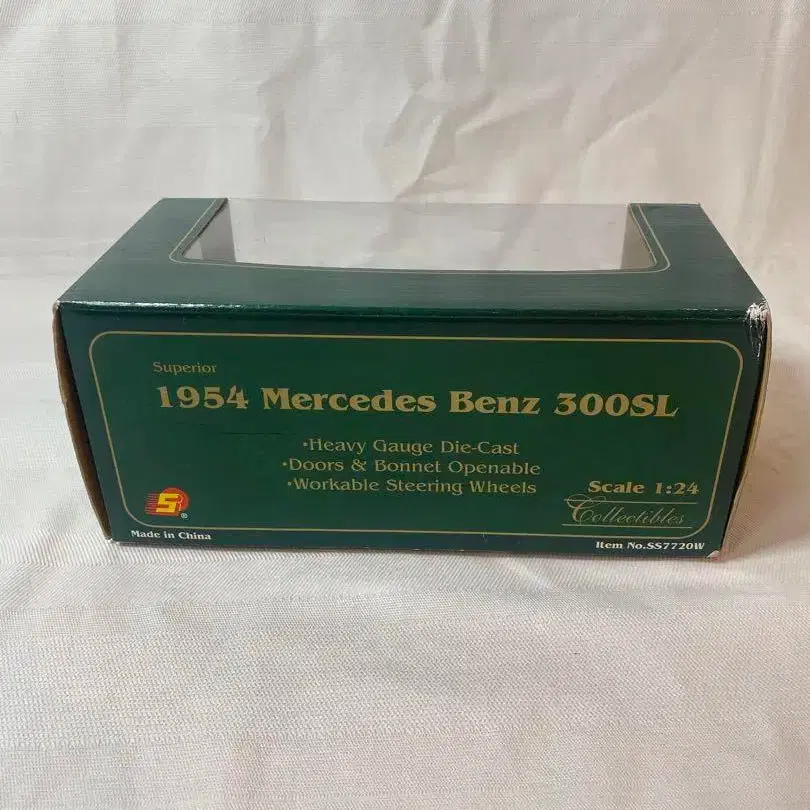 Superior
1954 Mercedes Benz 300SL
•Heavy Gauge Die-Cast
•Doors & Bonnet Openable
•Workable Steering Wheels
Scale 1:24
Collectibles
S
®
Made in China
Item No.SS7720W